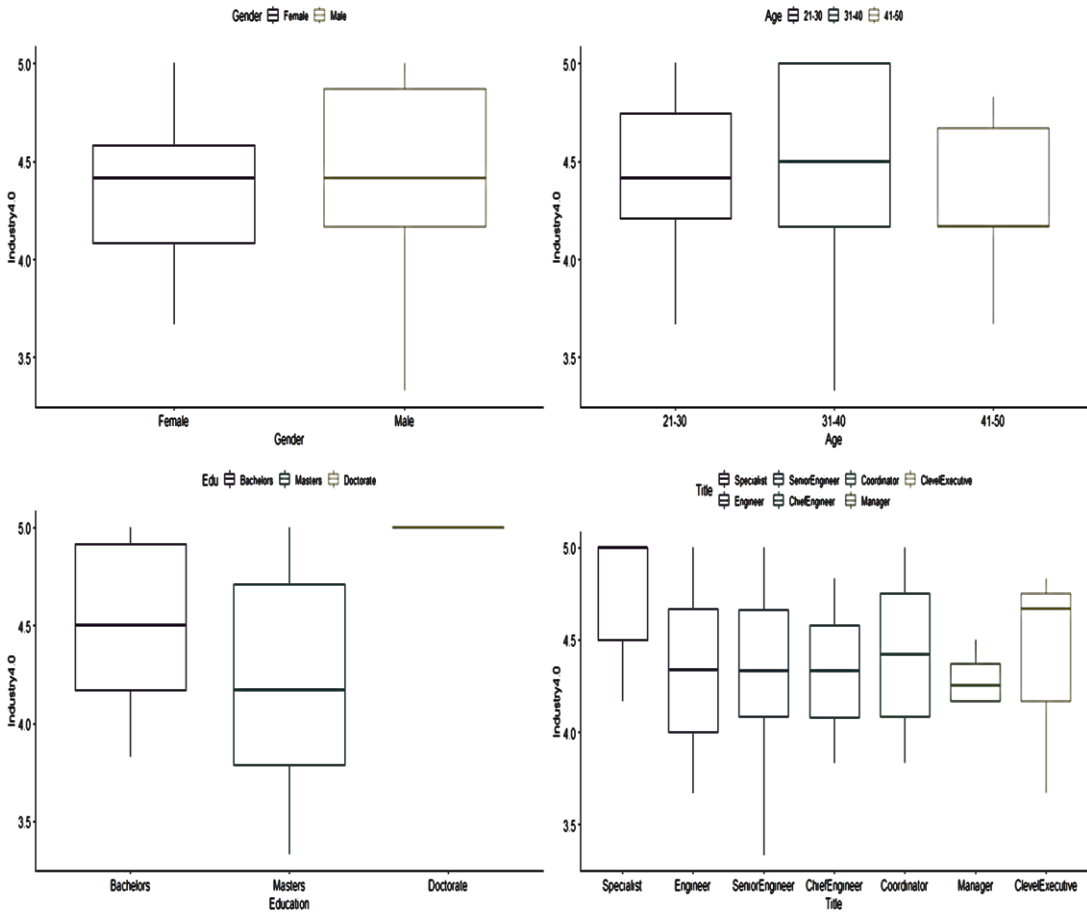 Gender Female Male
5.0
4.5
4.0
3.5
Industry4.0
Female Male
Gender
Age 21-30 31-40 41-50
5.0
4.5
4.0
3.5
Industry4.0
21-30 31-40 41-50
Age
Edu Bachelors Masters Doctorate
5.0
4.5
4.0
3.5
Industry4.0
Bachelors Masters Doctorate
Education
Title Specialist SeniorEngineer Coordinator ClevelExecutive
Engineer ChiefEngineer Manager
5.0
4.5
4.0
3.5
Industry4.0
Specialist Engineer SeniorEngineer ChiefEngineer Coordinator Manager ClevelExecutive
Title